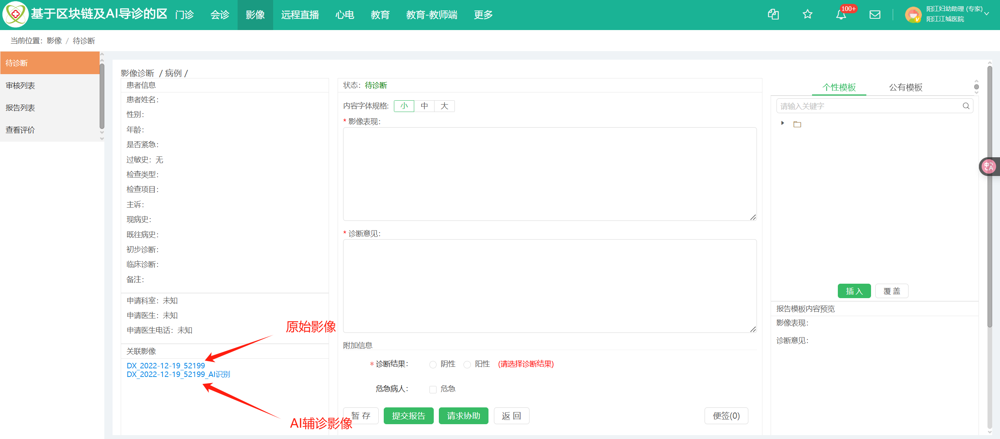 基于区块链及AI导诊的区
门诊
会诊
影像
远程直播
心电
教育
教育-教师端
更多
100+
阳江妇幼助理 (专家)
阳江江城医院
当前位置：影像 / 待诊断
待诊断
审核列表
报告列表
查看评价
影像诊断 / 病例 /
患者信息
患者姓名：
性别：
年龄：
是否紧急：
过敏史：无
检查类型：
检查项目：
主诉：
现病史：
既往病史：
初步诊断：
临床诊断：
备注：
申请科室：未知
申请医生：未知
申请医生电话：未知
原始影像
关联影像
DX_2022-12-19_52199
DX_2022-12-19_52199_AI识别
AI辅诊影像
状态：待诊断
内容字体规格: 小 中 大
* 影像表现：
* 诊断意见：
附加信息
* 诊断结果： 阴性 阳性 (请选择诊断结果)
危急病人： 危急
暂 存
提交报告
请求协助
返 回
便签(0)
个性模板
公有模板
请输入关键字
中A
插 入
覆 盖
报告模板内容预览
影像表现：
诊断意见：